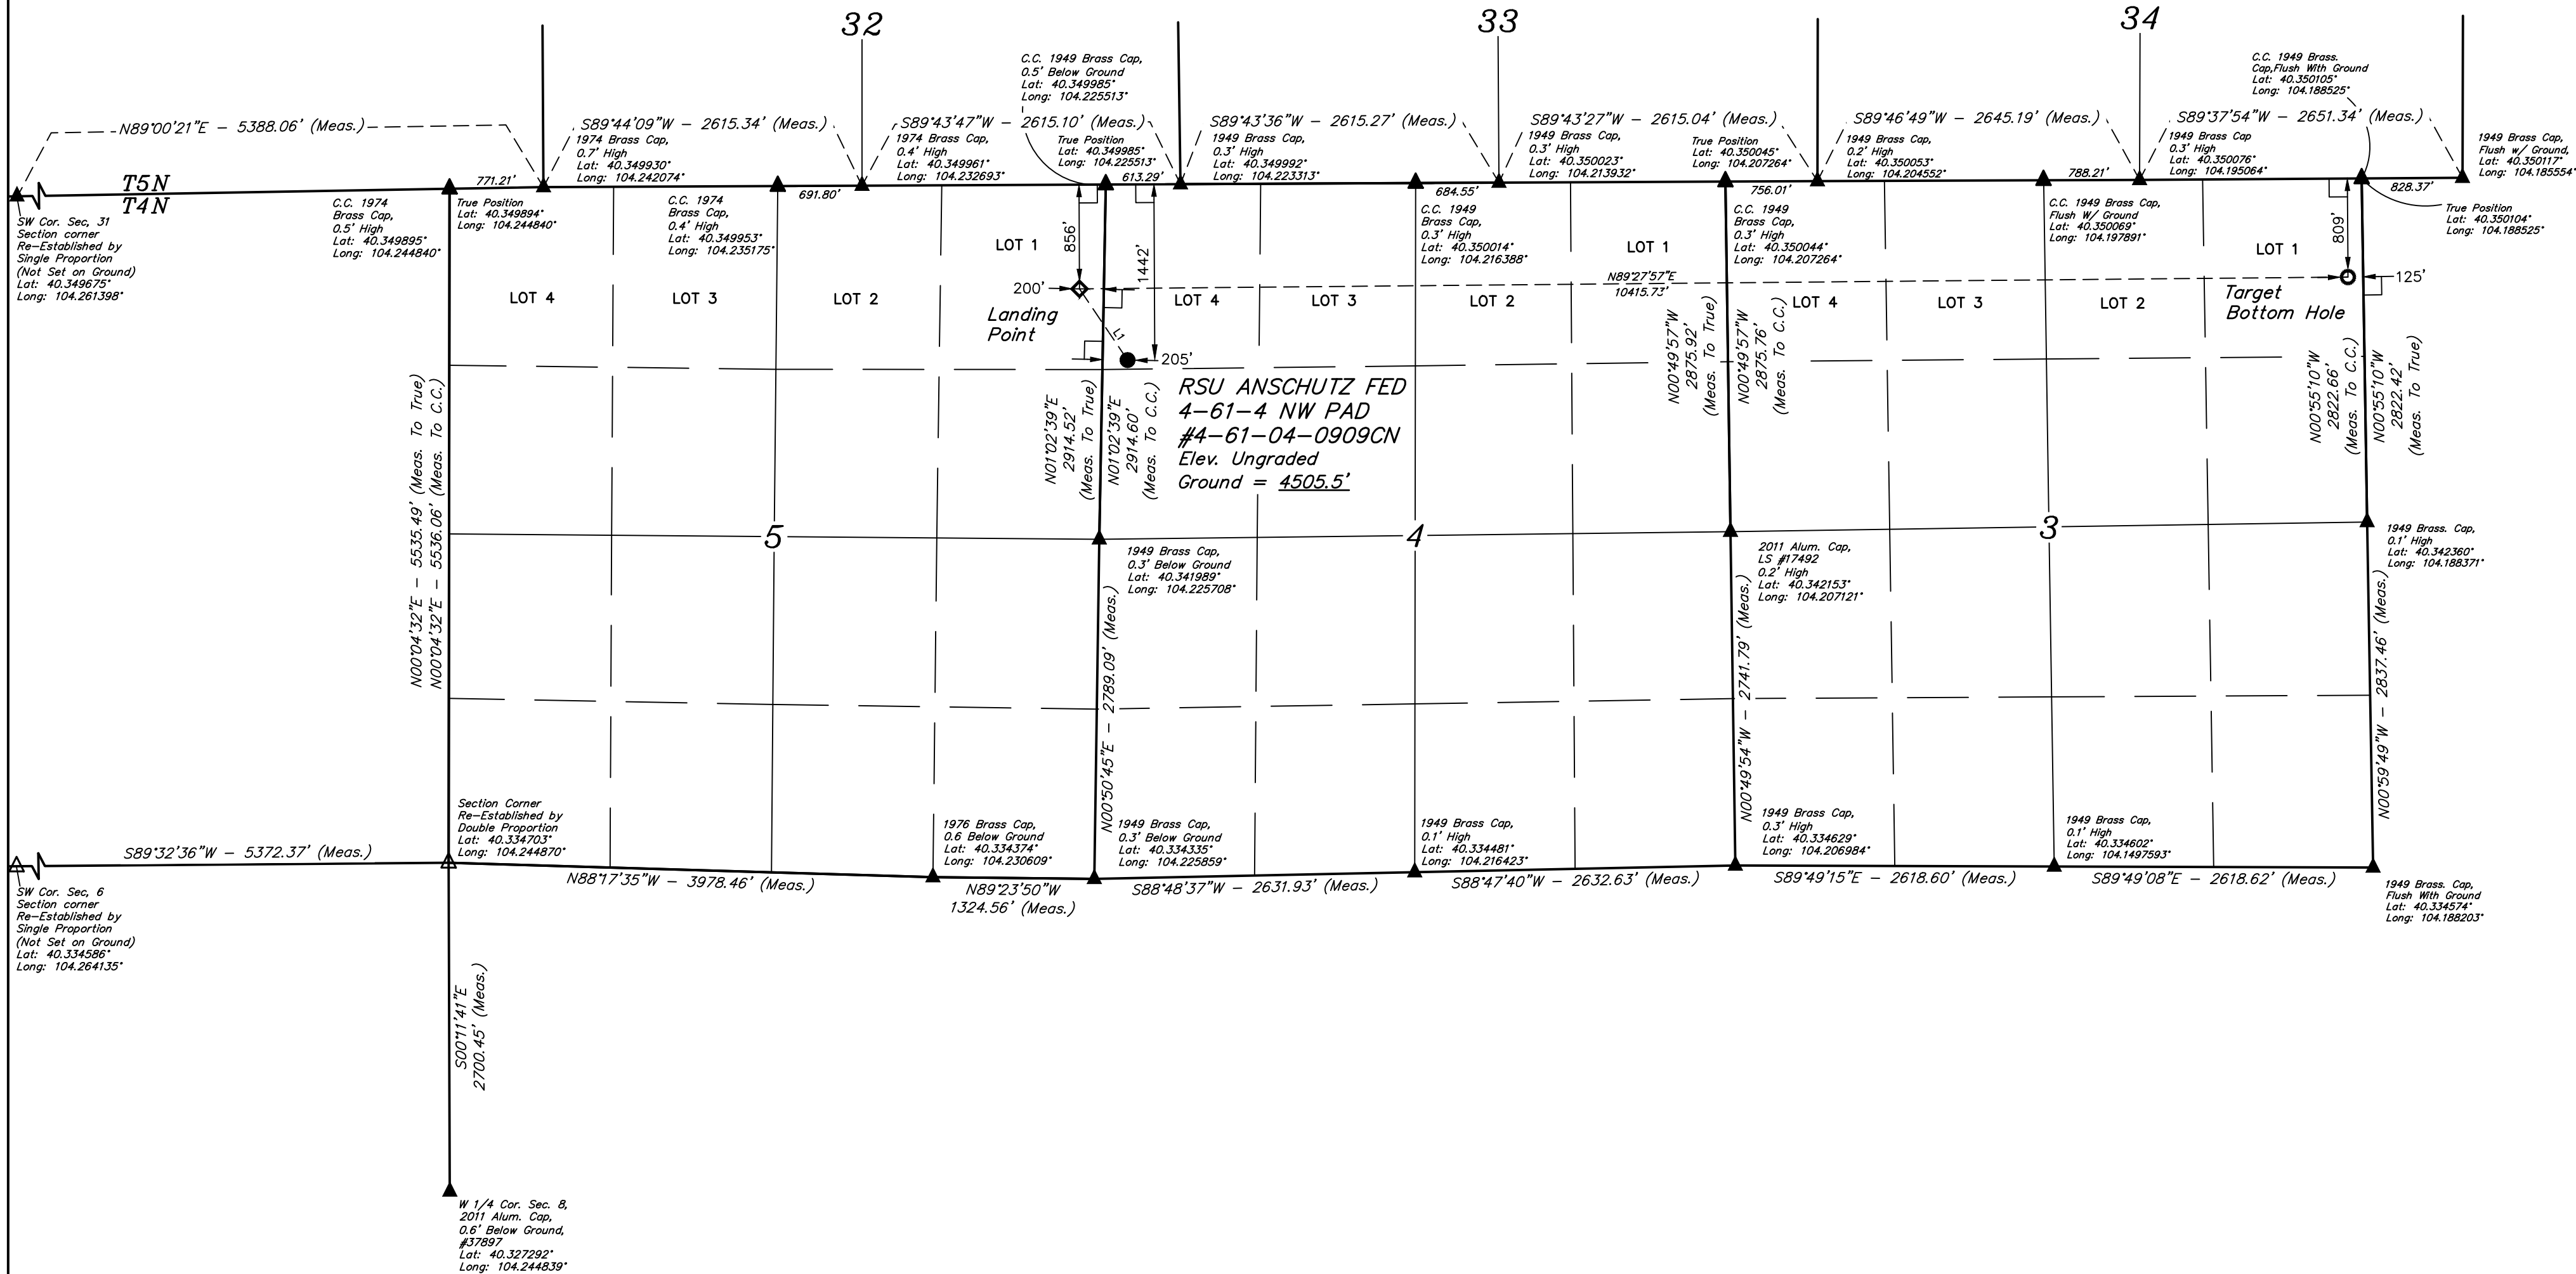 32
33
34
C.C. 1949 Brass Cap,
0.5' Below Ground
Lat: 40.349985°
Long: 104.225513°
C.C. 1949 Brass.
Cap,Flush With Ground
Lat: 40.350105°
Long: 104.188525°
N89°00'21"E - 5388.06' (Meas.)
S89°44'09"W - 2615.34' (Meas.)
S89°43'47"W - 2615.10' (Meas.)
S89°43'36"W - 2615.27' (Meas.)
S89°43'27"W - 2615.04' (Meas.)
S89°46'49"W - 2645.19' (Meas.)
S89°37'54"W - 2651.34' (Meas.)
1974 Brass Cap,
0.7' High
Lat: 40.349930°
Long: 104.242074°
1974 Brass Cap,
0.4' High
Lat: 40.349961°
Long: 104.232693°
True Position
Lat: 40.349985°
Long: 104.225513°
1949 Brass Cap,
0.3' High
Lat: 40.349992°
Long: 104.223313°
1949 Brass Cap,
0.3' High
Lat: 40.350023°
Long: 104.213932°
True Position
Lat: 40.350045°
Long: 104.207264°
1949 Brass Cap,
0.2' High
Lat: 40.350053°
Long: 104.204552°
1949 Brass Cap
0.3' High
Lat: 40.350076°
Long: 104.195064°
1949 Brass Cap,
Flush w/ Ground,
Lat: 40.350117°
Long: 104.185554°
T5N
T4N
771.21'
691.80'
613.29'
684.55'
756.01'
788.21'
828.37'
SW Cor. Sec, 31
Section corner
Re-Established by
Single Proportion
(Not Set on Ground)
Lat: 40.349675°
Long: 104.261398°
C.C. 1974
Brass Cap,
0.5' High
Lat: 40.349895°
Long: 104.244840°
True Position
Lat: 40.349894°
Long: 104.244840°
C.C. 1974
Brass Cap,
0.4' High
Lat: 40.349953°
Long: 104.235175°
C.C. 1949
Brass Cap,
0.3' High
Lat: 40.350014°
Long: 104.216388°
C.C. 1949
Brass Cap,
0.3' High
Lat: 40.350044°
Long: 104.207264°
C.C. 1949 Brass Cap,
Flush W/ Ground
Lat: 40.350069°
Long: 104.197891°
True Position
Lat: 40.350104°
Long: 104.188525°
LOT 4
LOT 3
LOT 2
LOT 1
LOT 4
LOT 3
LOT 2
LOT 1
LOT 4
LOT 3
LOT 2
LOT 1
856'
1442'
809'
200'
205'
125'
L1
Landing
Point
N89°27'57"E
10415.73'
Target
Bottom Hole
RSU ANSCHUTZ FED
4-61-4 NW PAD
#4-61-04-0909CN
Elev. Ungraded
Ground = 4505.5'
N00°04'32"E - 5535.49' (Meas. To True)
N00°04'32"E - 5536.06' (Meas. To C.C.)
N01°02'39"E
2914.52'
(Meas. To True)
N01°02'39"E
2914.60'
(Meas. To C.C.)
N00°49'57"W
2875.92'
(Meas. To True)
N00°49'57"W
2875.76'
(Meas. To C.C.)
N00°55'10"W
2822.66'
(Meas. To C.C.)
N00°55'10"W
2822.42'
(Meas. To True)
5
4
3
1949 Brass Cap,
0.3' Below Ground
Lat: 40.341989°
Long: 104.225708°
2011 Alum. Cap,
LS #17492
0.2' High
Lat: 40.342153°
Long: 104.207121°
1949 Brass. Cap,
0.1' High
Lat: 40.342360°
Long: 104.188371°
N00°50'45"E - 2789.09' (Meas.)
N00°49'54"W - 2741.79' (Meas.)
N00°59'49"W - 2837.46' (Meas.)
Section Corner
Re-Established by
Double Proportion
Lat: 40.334703°
Long: 104.244870°
1976 Brass Cap,
0.6 Below Ground
Lat: 40.334374°
Long: 104.230609°
1949 Brass Cap,
0.3' Below Ground
Lat: 40.334335°
Long: 104.225859°
1949 Brass Cap,
0.1' High
Lat: 40.334481°
Long: 104.216423°
1949 Brass Cap,
0.3' High
Lat: 40.334629°
Long: 104.206984°
1949 Brass Cap,
0.1' High
Lat: 40.334602°
Long: 104.1497593°
S89°32'36"W - 5372.37' (Meas.)
N88°17'35"W - 3978.46' (Meas.)
N89°23'50"W
1324.56' (Meas.)
S88°48'37"W - 2631.93' (Meas.)
S88°47'40"W - 2632.63' (Meas.)
S89°49'15"E - 2618.60' (Meas.)
S89°49'08"E - 2618.62' (Meas.)
1949 Brass. Cap,
Flush With Ground
Lat: 40.334574°
Long: 104.188203°
SW Cor. Sec, 6
Section corner
Re-Established by
Single Proportion
(Not Set on Ground)
Lat: 40.334586°
Long: 104.264135°
S00°11'41"E
2700.45' (Meas.)
W 1/4 Cor. Sec. 8,
2011 Alum. Cap,
0.6' Below Ground,
#37897
Lat: 40.327292°
Long: 104.244839°